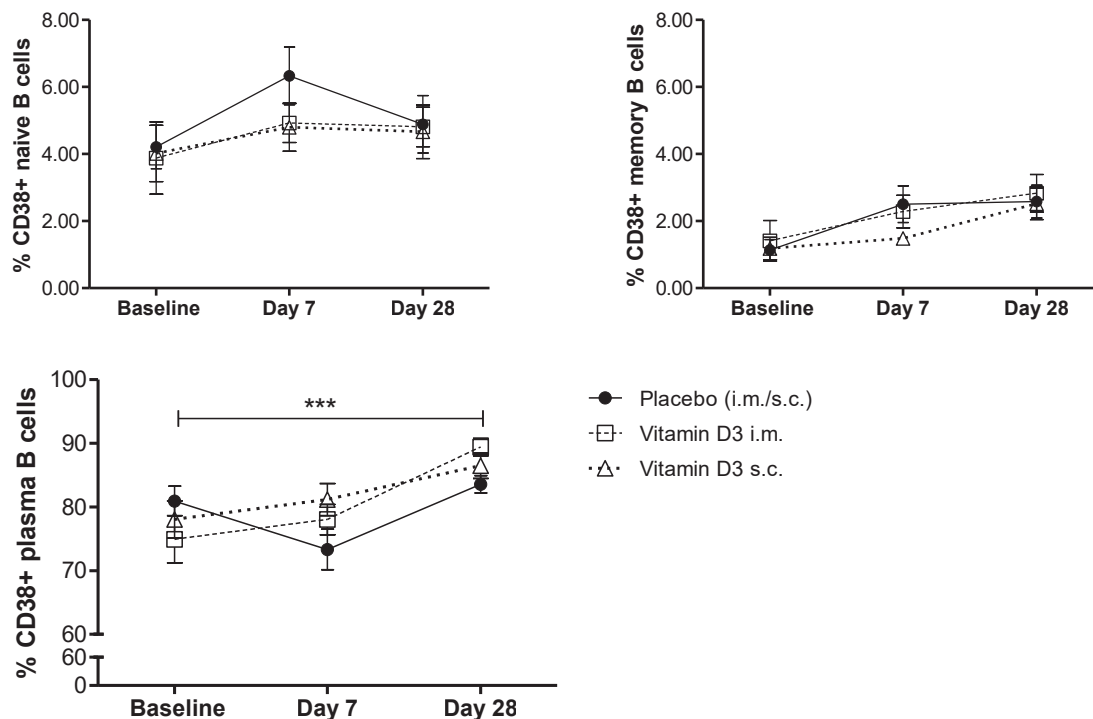 % CD38+ naive B cells
8.00
6.00
4.00
2.00
0.00
Baseline
Day 7
Day 28
% CD38+ memory B cells
8.00
6.00
4.00
2.00
0.00
Baseline
Day 7
Day 28
% CD38+ plasma B cells
100
90
80
70
60
60
0
***
Baseline
Day 7
Day 28
Placebo (i.m./s.c.)
Vitamin D3 i.m.
Vitamin D3 s.c.